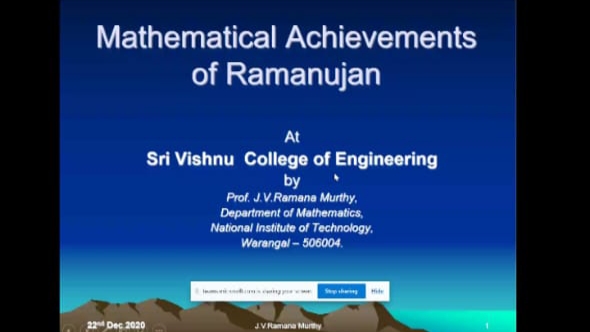 Mathematical Achievements
of Ramanujan
At
Sri Vishnu College of Engineering
by
Prof. J.V.Ramana Murthy,
Department of Mathematics,
National Institute of Technology,
Warangal – 506004.
is sharing your screen. Stop sharing Hide
22nd Dec 2020 J.V Ramana Murthy 1